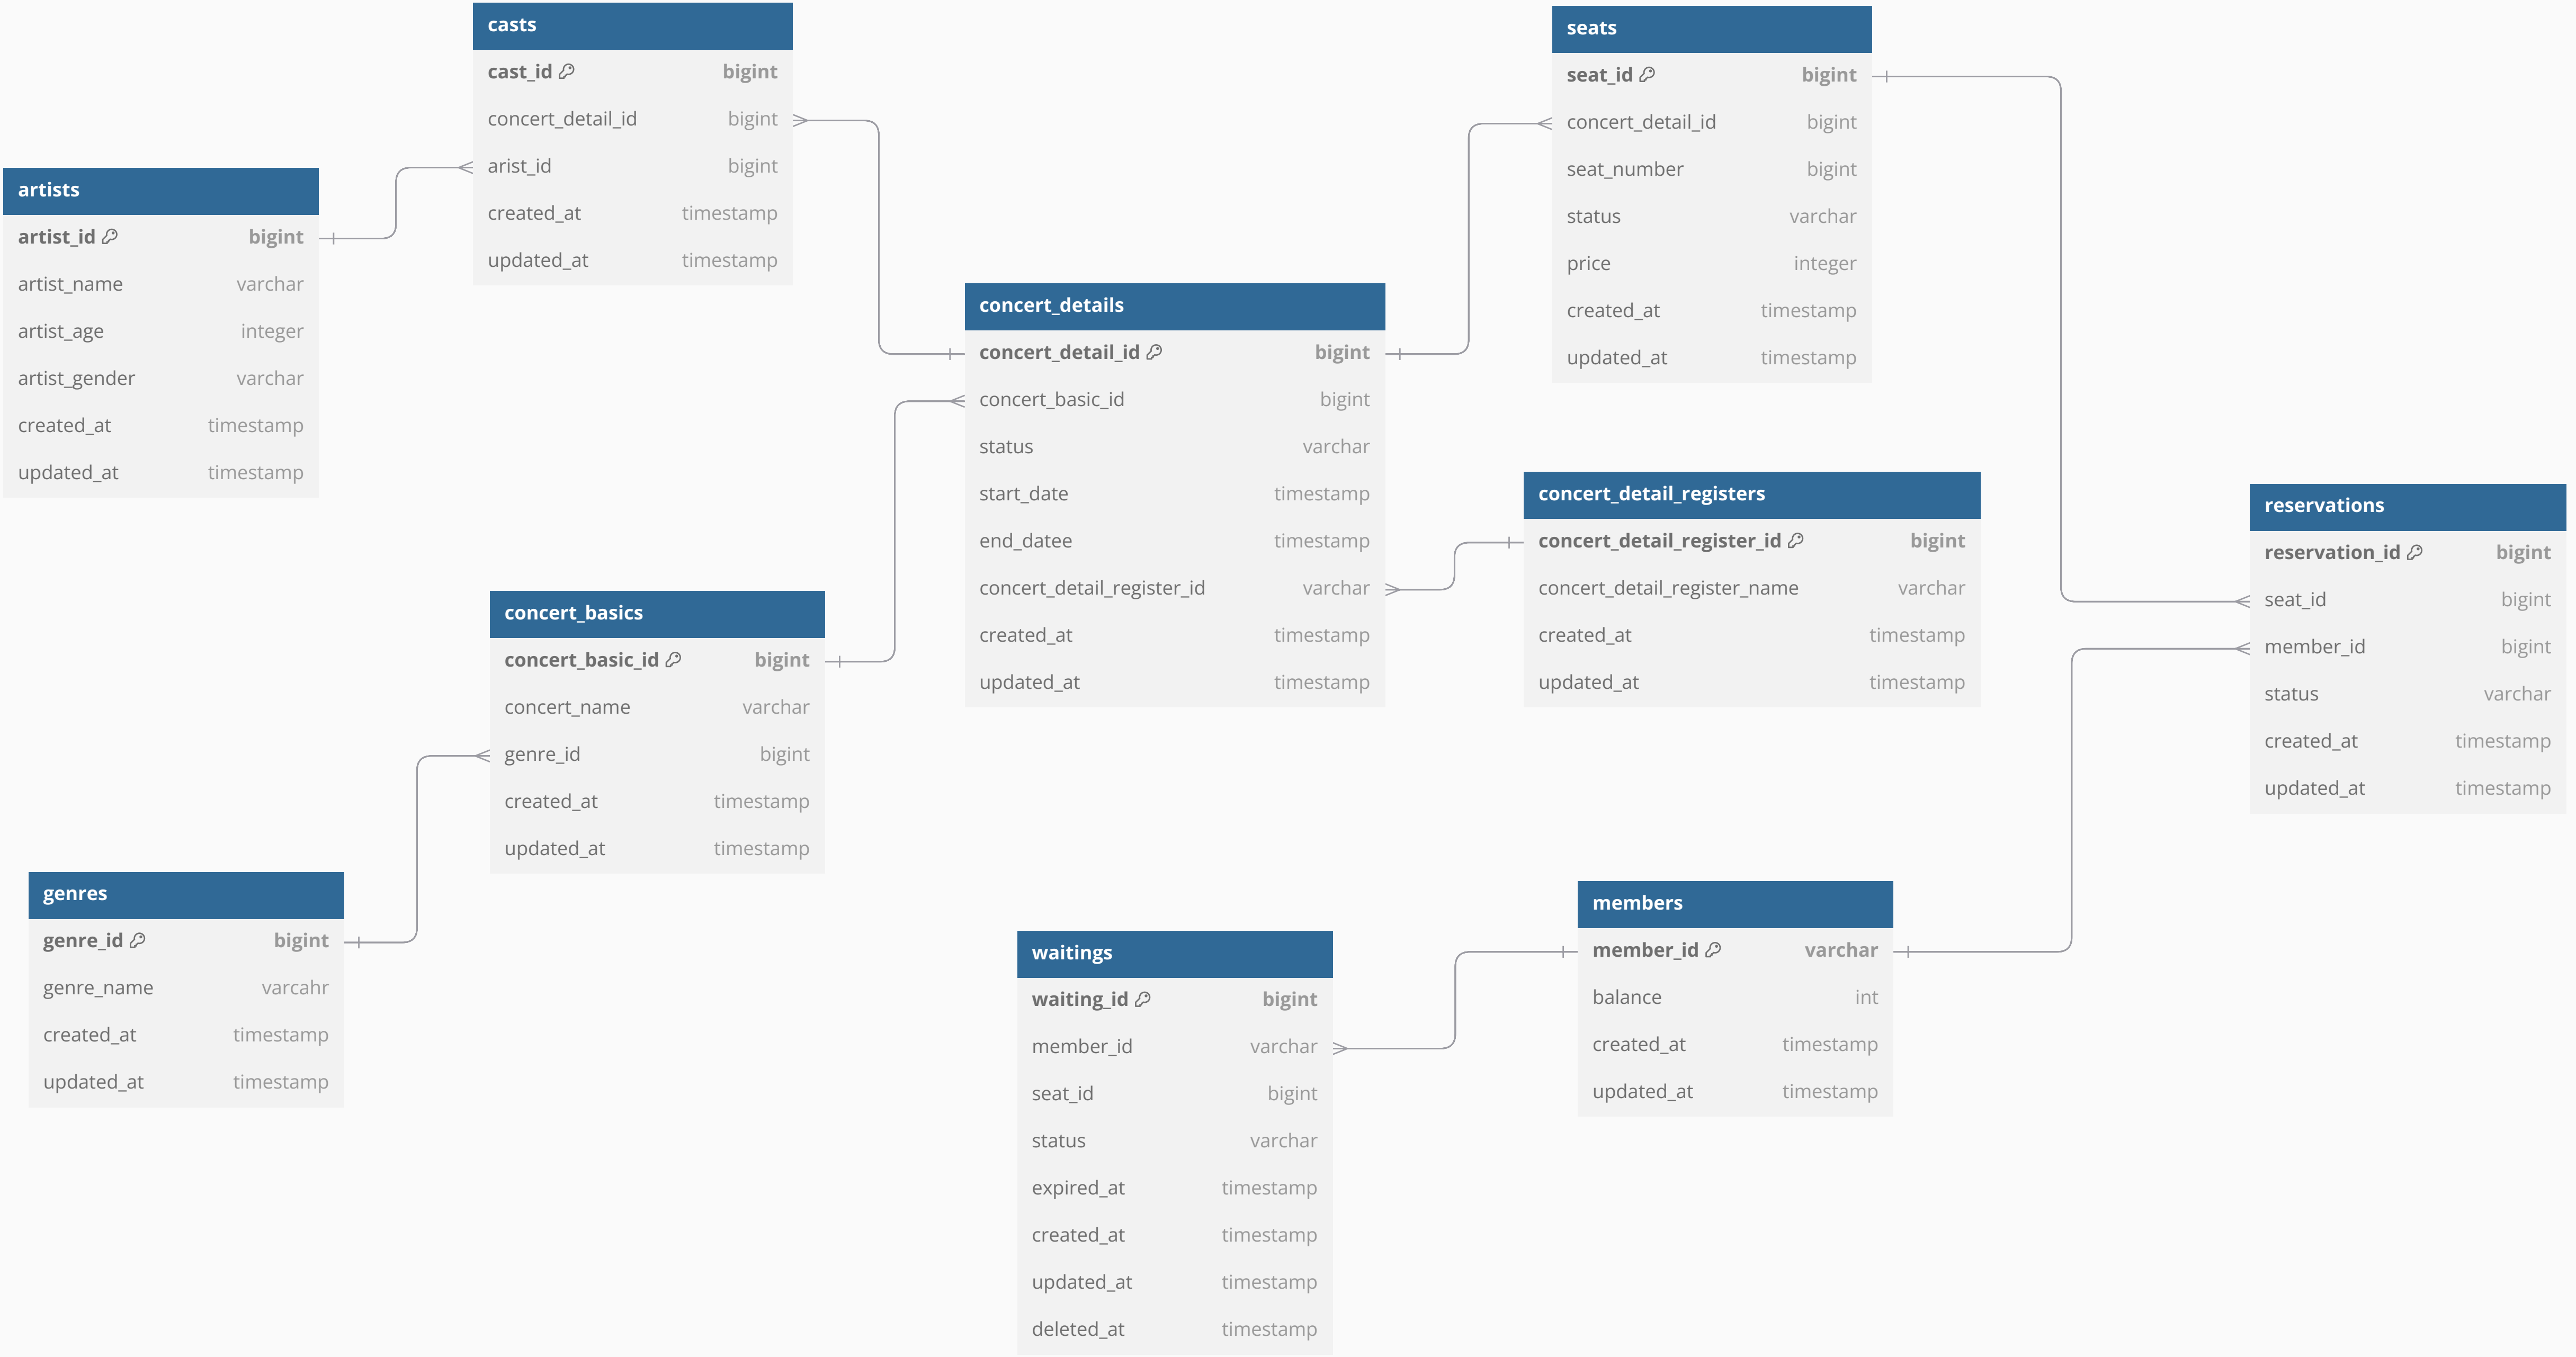 casts
cast_id bigint
concert_detail_id bigint
arist_id bigint
created_at timestamp
updated_at timestamp
seats
seat_id bigint
concert_detail_id bigint
seat_number bigint
status varchar
price integer
created_at timestamp
updated_at timestamp
artists
artist_id bigint
artist_name varchar
artist_age integer
artist_gender varchar
created_at timestamp
updated_at timestamp
concert_details
concert_detail_id bigint
concert_basic_id bigint
status varchar
start_date timestamp
end_datee timestamp
concert_detail_register_id varchar
created_at timestamp
updated_at timestamp
concert_detail_registers
concert_detail_register_id bigint
concert_detail_register_name varchar
created_at timestamp
updated_at timestamp
reservations
reservation_id bigint
seat_id bigint
member_id bigint
status varchar
created_at timestamp
updated_at timestamp
concert_basics
concert_basic_id bigint
concert_name varchar
genre_id bigint
created_at timestamp
updated_at timestamp
genres
genre_id bigint
genre_name varcahr
created_at timestamp
updated_at timestamp
waitings
waiting_id bigint
member_id varchar
seat_id bigint
status varchar
expired_at timestamp
created_at timestamp
updated_at timestamp
deleted_at timestamp
members
member_id varchar
balance int
created_at timestamp
updated_at timestamp